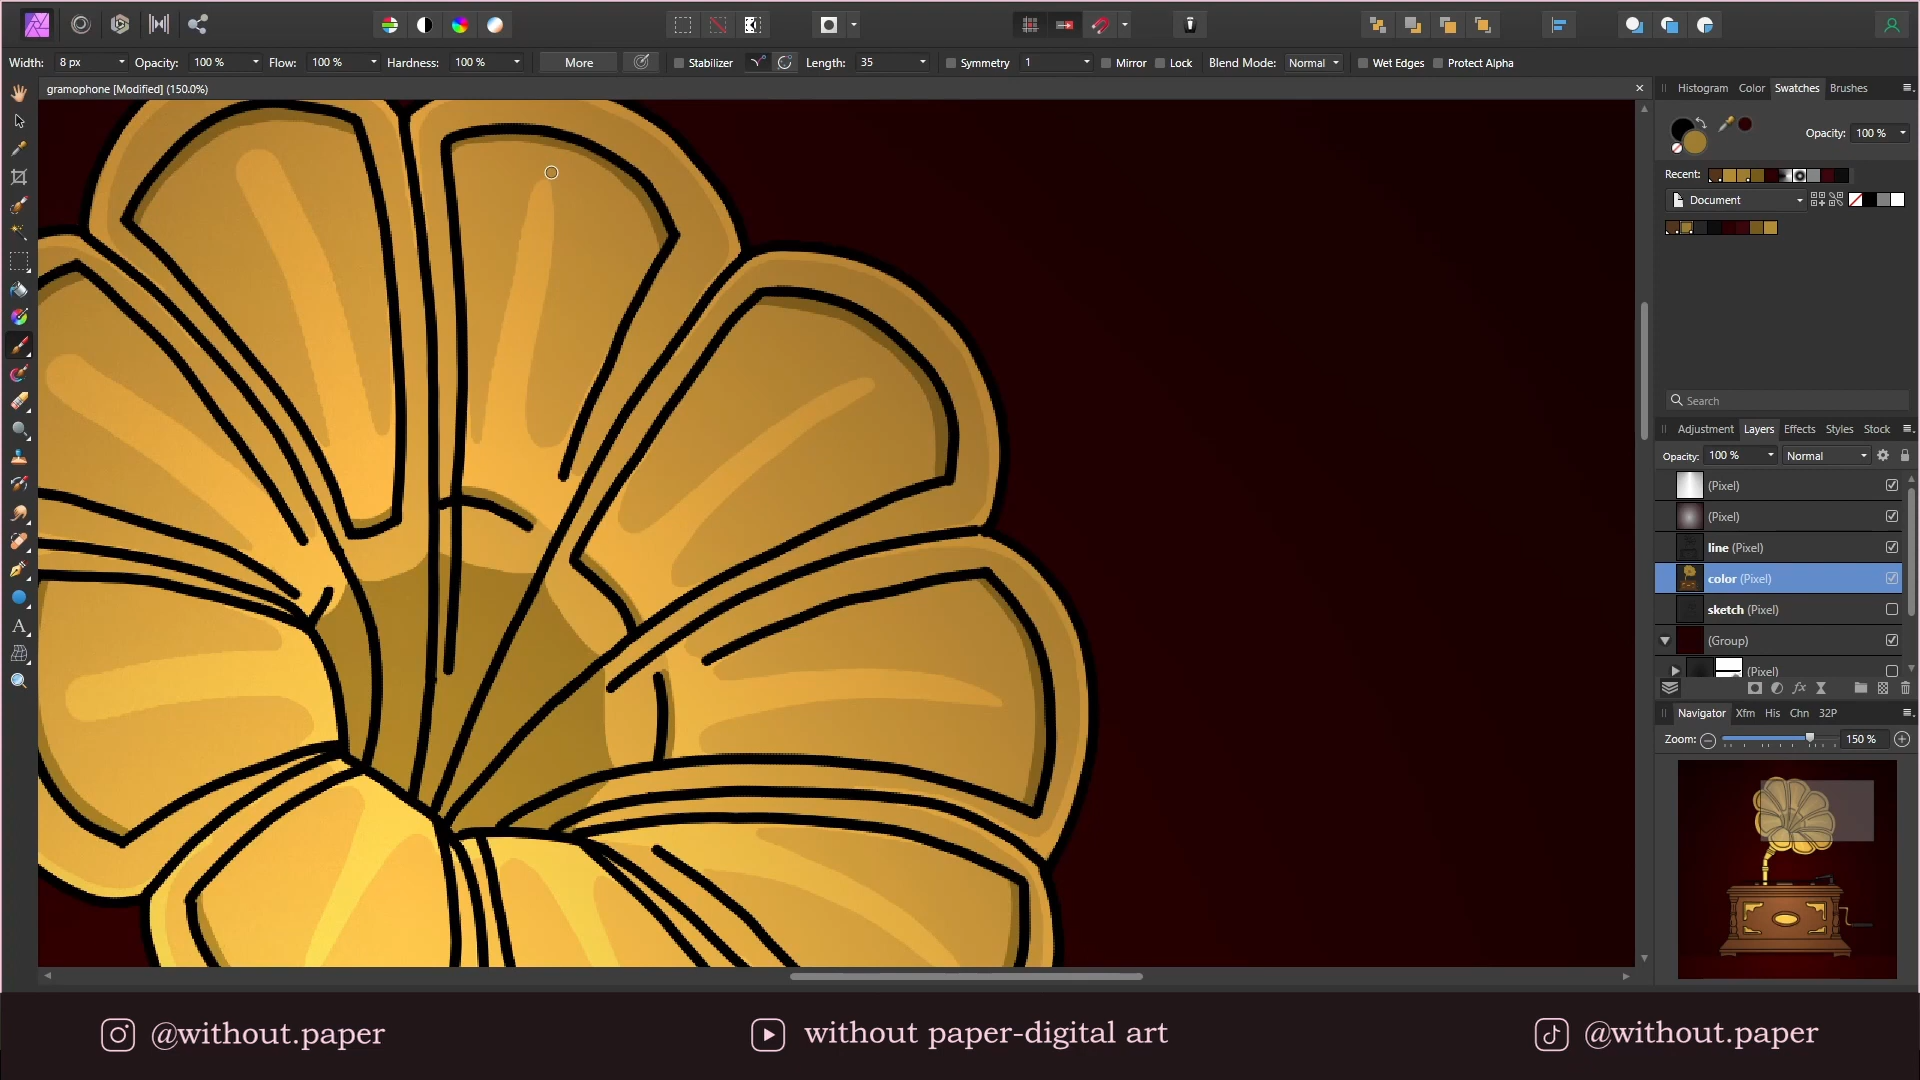 Width: 8 px Opacity: 100 % Flow: 100 % Hardness: 100 % More Stabilizer Length: 35 Symmetry 1 Mirror Lock Blend Mode: Normal Wet Edges Protect Alpha
gramophone [Modified] (150.0%)
Histogram Color Swatches Brushes
Opacity: 100 %
Recent:
Document
Search
Adjustment Layers Effects Styles Stock
Opacity: 100 % Normal
(Pixel)
(Pixel)
line (Pixel)
color (Pixel)
sketch (Pixel)
(Group)
(Pixel)
Navigator Xfm His Chn 32P
Zoom: 150 %
@without.paper
without paper-digital art
@without.paper